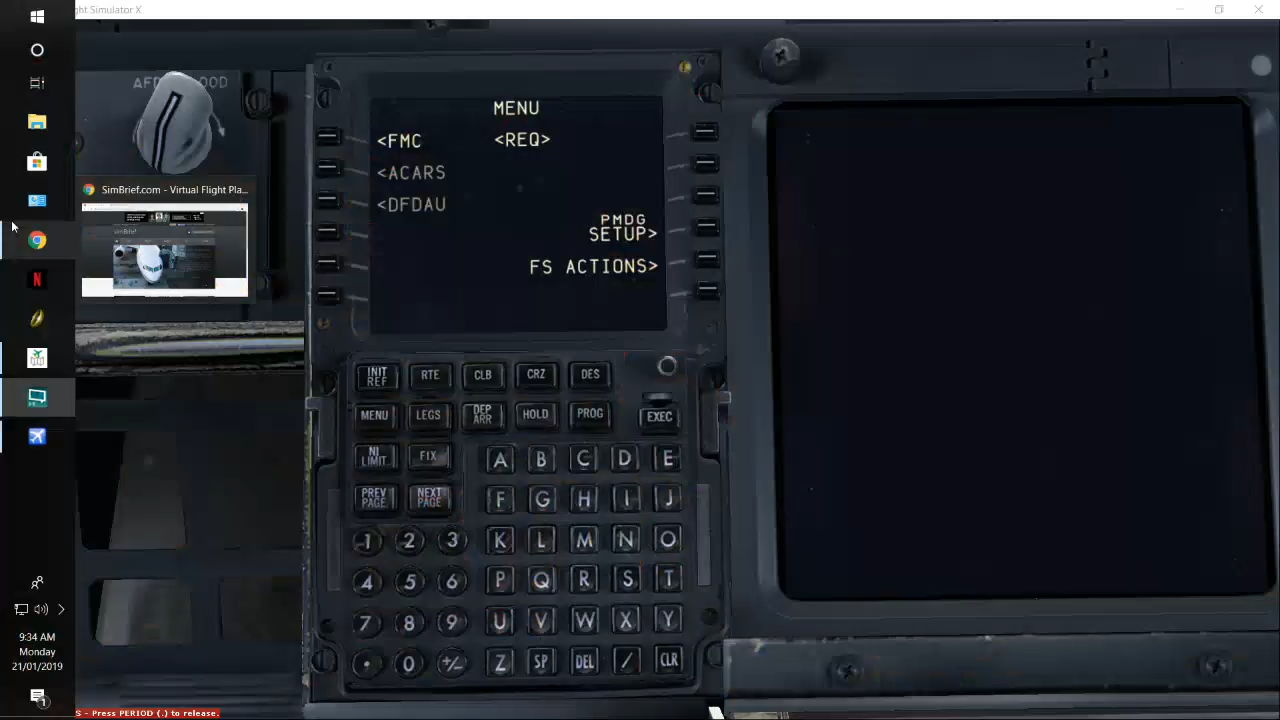 ght Simulator X
AFD OOD
MENU
<FMC <REQ>
<ACARS
<DFDAU
PMDG
SETUP>
FS ACTIONS>
SimBrief.com - Virtual Flight Pla...
INIT REF
RTE
CLB
CRZ
DES
MENU
LEGS
DEP ARR
HOLD
PROG
EXEC
N1 LIMIT
FIX
A B C D E
PREV PAGE
NEXT PAGE
F G H I J
1 2 3 K L M N O
4 5 6 P Q R S T
7 8 9 U V W X Y
. 0 +/- Z SP DEL / CLR
9:34 AM
Monday
21/01/2019
1
S - Press PERIOD (.) to release.